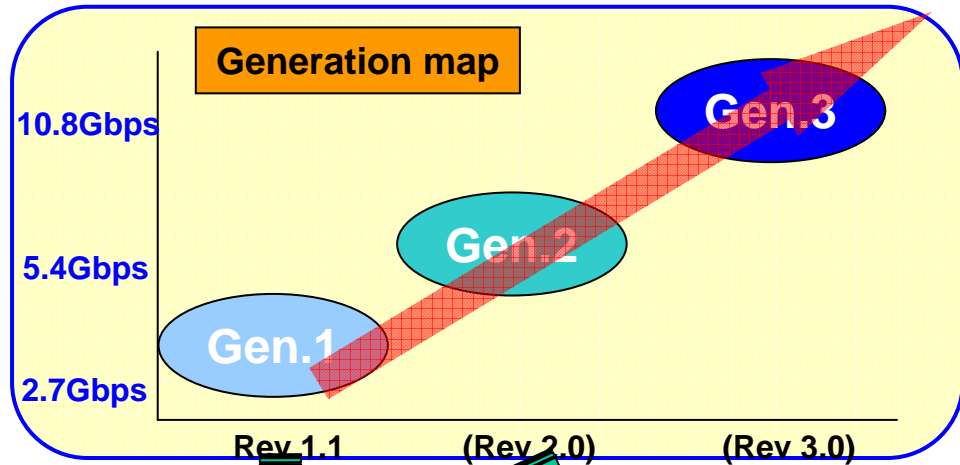 Generation map
10.8Gbps
Gen.3
Gen.2
5.4Gbps
Gen.1
2.7Gbps
Rev 1.1 (Rev 2.0) (Rev 3.0)